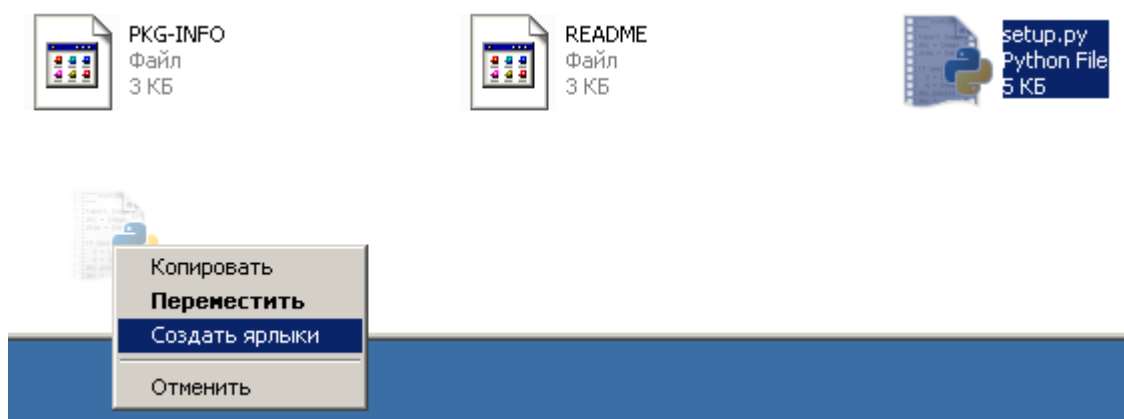 PKG-INFO
Файл
3 КБ
README
Файл
3 КБ
setup.py
Python File
5 КБ
Копировать
Переместить
Создать ярлыки
Отменить